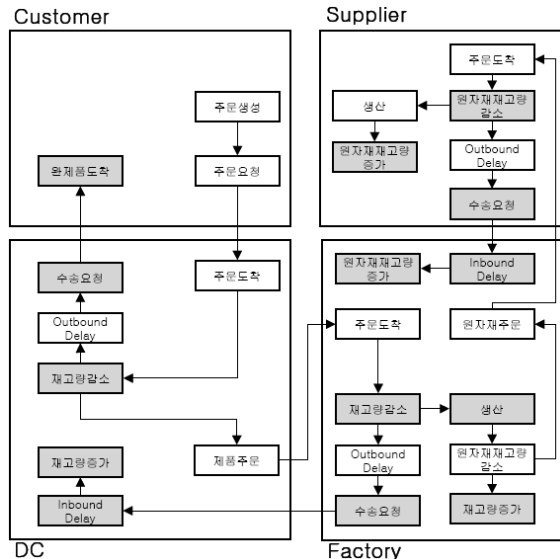 Customer
주문생성
주문요청
완제품도착
Supplier
주문도착
생산
원자재재고량
감소
원자재재고량
증가
Outbound
Delay
수송요청
수송요청
주문도착
Outbound
Delay
재고량감소
재고량증가
제품주문
Inbound
Delay
DC
원자재재고량
증가
Inbound
Delay
주문도착
원자재주문
재고량감소
생산
Outbound
Delay
원자재재고량
감소
수송요청
재고량증가
Factory